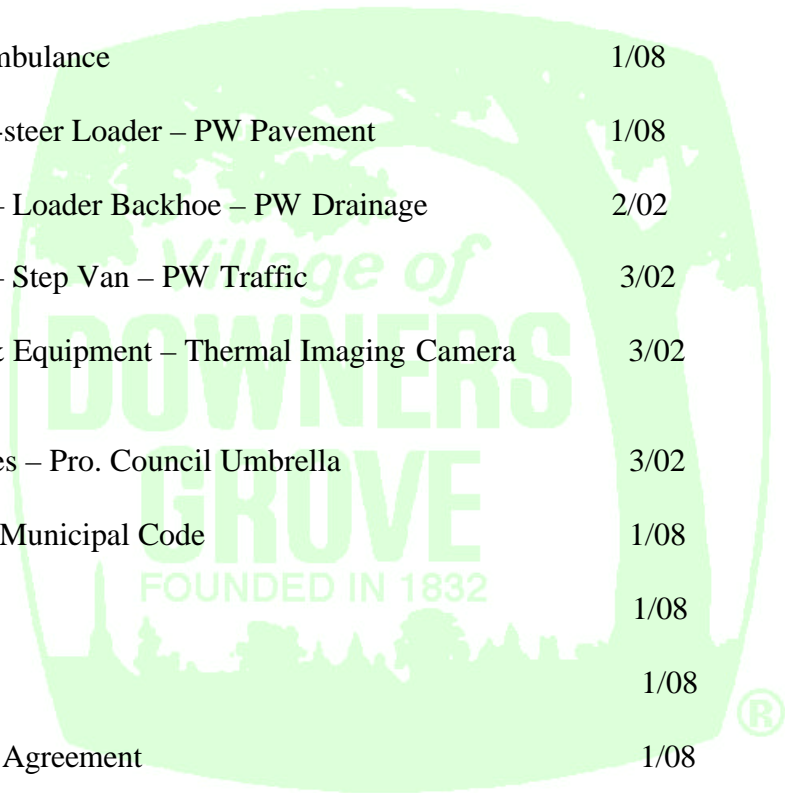 mbulance 1/08
-steer Loader – PW Pavement 1/08
– Loader Backhoe – PW Drainage 2/02
– Step Van – PW Traffic 3/02
& Equipment – Thermal Imaging Camera 3/02
es – Pro. Council Umbrella 3/02
Municipal Code 1/08
1/08
1/08
Agreement 1/08
Village of
DOWNERS
GROVE
FOUNDED IN 1832
®